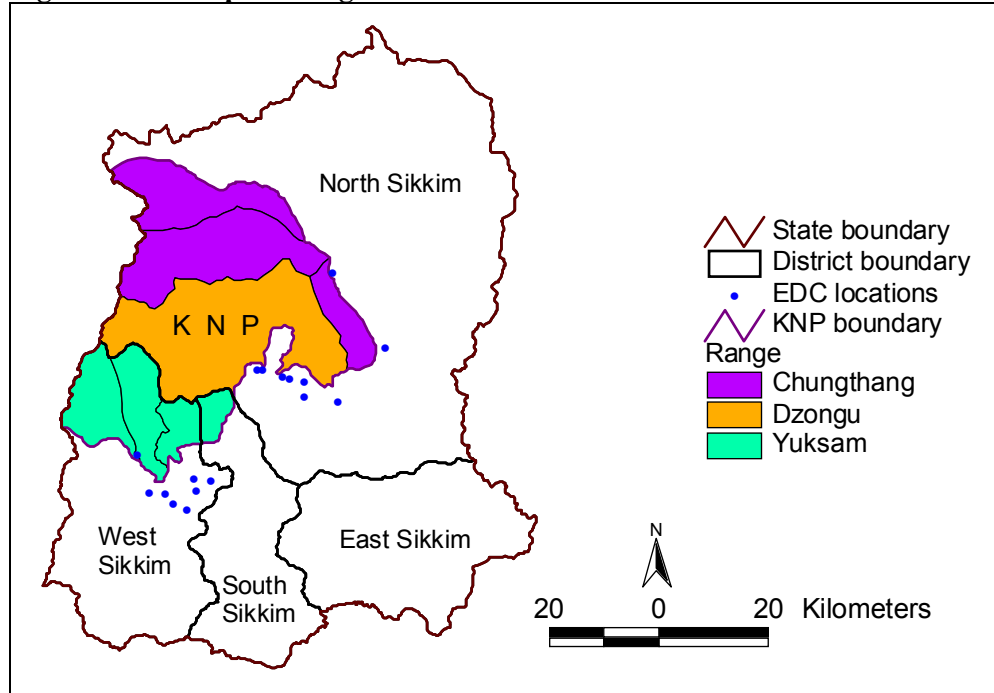 North Sikkim
K N P
West
Sikkim
South
Sikkim
East Sikkim
State boundary
District boundary
EDC locations
KNP boundary
Range
Chungthang
Dzongu
Yuksam
N
20 0 20 Kilometers